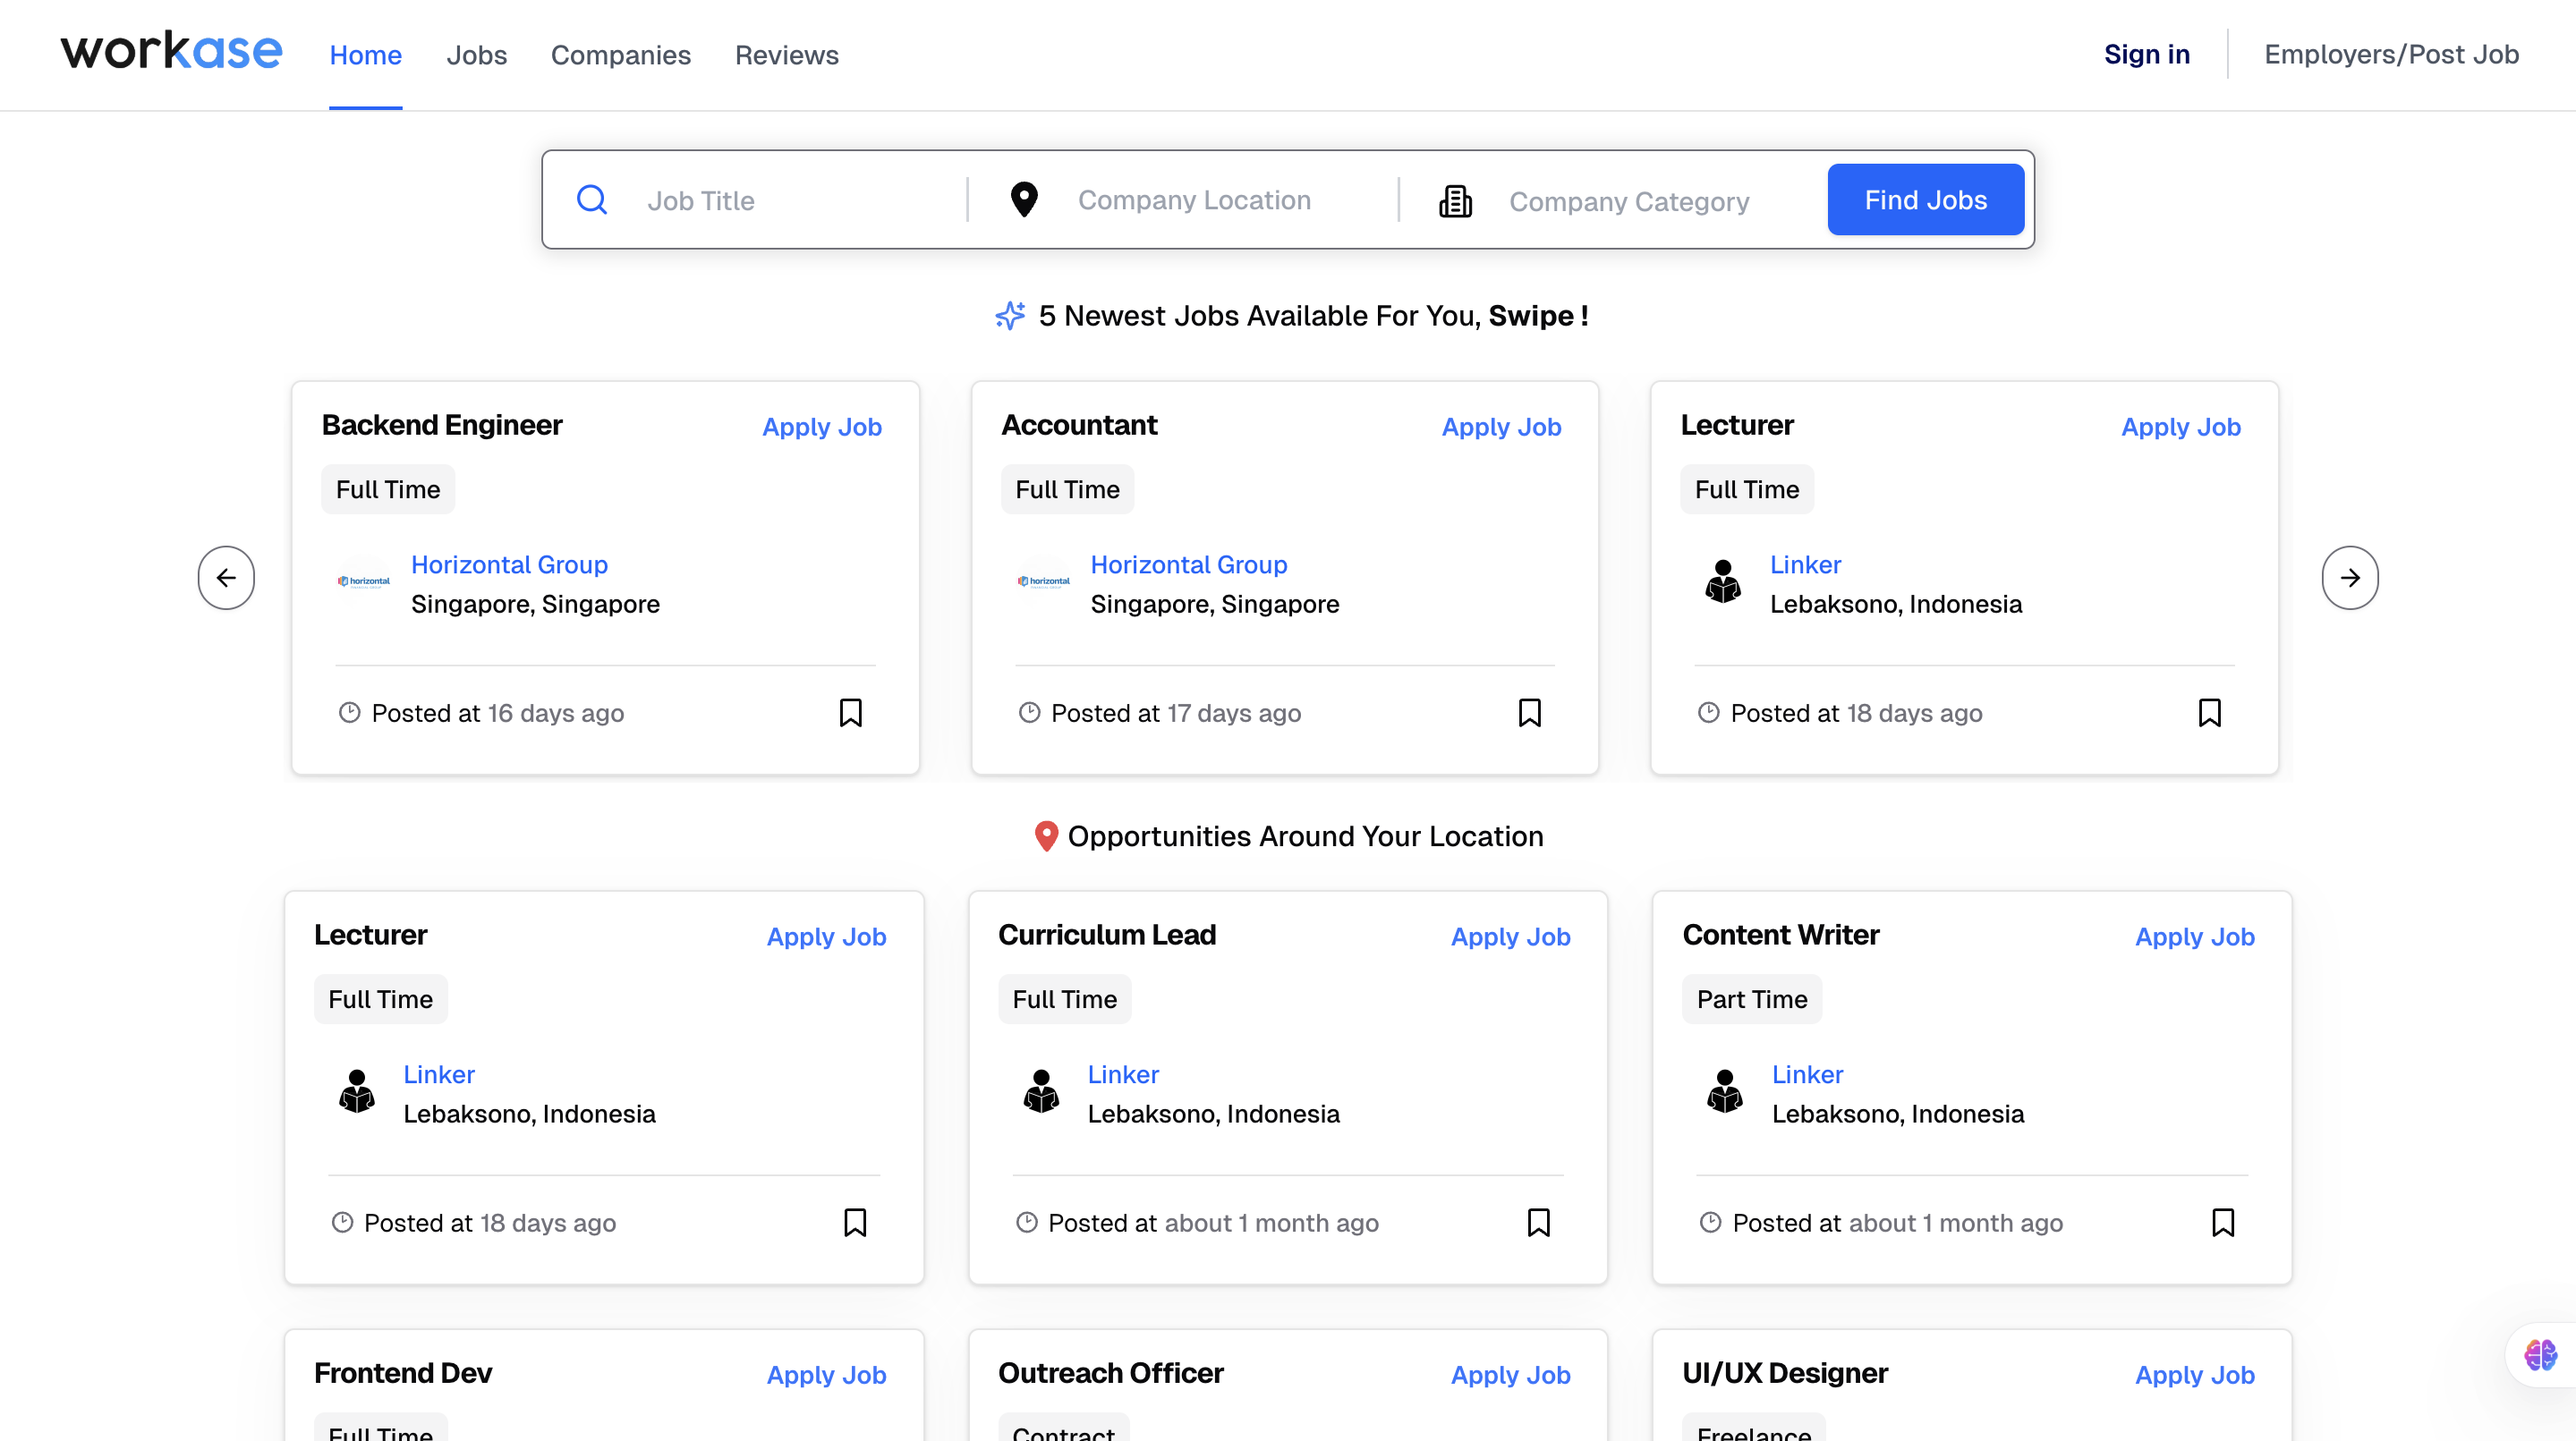 workase Home Jobs Companies Reviews Sign in Employers/Post Job
Job Title Company Location Company Category Find Jobs
5 Newest Jobs Available For You, Swipe !
Backend Engineer Apply Job
Full Time
horizontal
Horizontal Group
Singapore, Singapore
Posted at 16 days ago
Accountant Apply Job
Full Time
horizontal
Horizontal Group
Singapore, Singapore
Posted at 17 days ago
Lecturer Apply Job
Full Time
Linker
Lebaksono, Indonesia
Posted at 18 days ago
Opportunities Around Your Location
Lecturer Apply Job
Full Time
Linker
Lebaksono, Indonesia
Posted at 18 days ago
Curriculum Lead Apply Job
Full Time
Linker
Lebaksono, Indonesia
Posted at about 1 month ago
Content Writer Apply Job
Part Time
Linker
Lebaksono, Indonesia
Posted at about 1 month ago
Frontend Dev Apply Job
Full Time
Outreach Officer Apply Job
Contract
UI/UX Designer Apply Job
Freelance